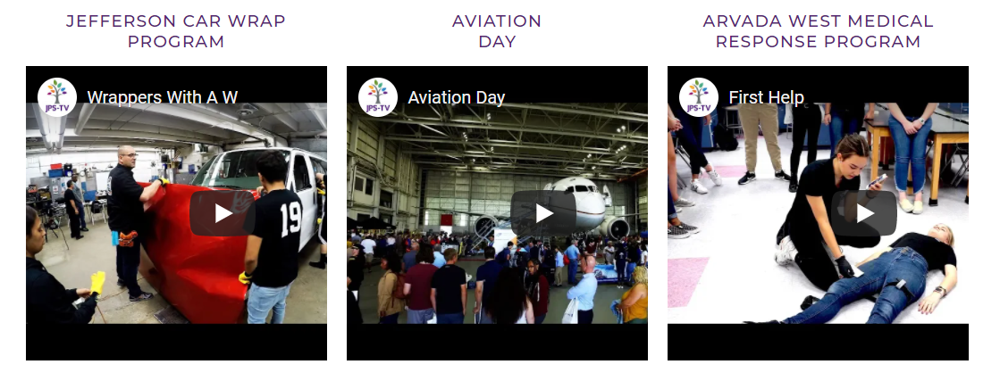 JEFFERSON CAR WRAP
PROGRAM
AVIATION
DAY
ARVADA WEST MEDICAL
RESPONSE PROGRAM
JPS-TV
Wrappers With A W
JPS-TV
Aviation Day
JPS-TV
First Help
19